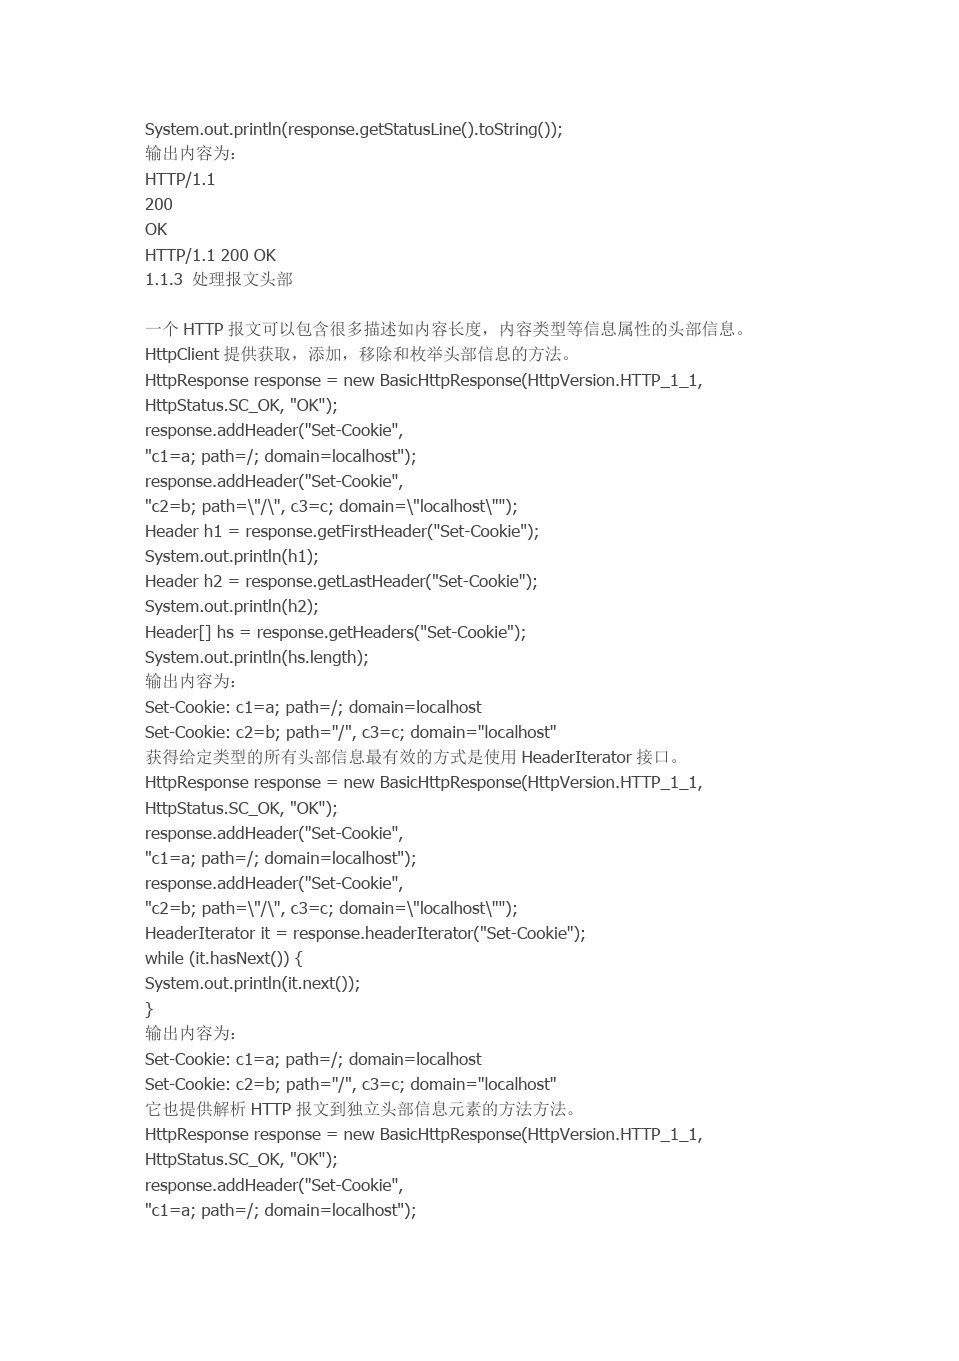 System.out.println(response.getStatusLine().toString());
输出内容为：
HTTP/1.1
200
OK
HTTP/1.1 200 OK
1.1.3 处理报文头部
一个 HTTP 报文可以包含很多描述如内容长度，内容类型等信息属性的头部信息。
HttpClient 提供获取，添加，移除和枚举头部信息的方法。
HttpResponse response = new BasicHttpResponse(HttpVersion.HTTP_1_1,
HttpStatus.SC_OK, "OK");
response.addHeader("Set-Cookie",
"c1=a; path=/; domain=localhost");
response.addHeader("Set-Cookie",
"c2=b; path=\"/\", c3=c; domain=\"localhost\"");
Header h1 = response.getFirstHeader("Set-Cookie");
System.out.println(h1);
Header h2 = response.getLastHeader("Set-Cookie");
System.out.println(h2);
Header[] hs = response.getHeaders("Set-Cookie");
System.out.println(hs.length);
输出内容为：
Set-Cookie: c1=a; path=/; domain=localhost
Set-Cookie: c2=b; path="/", c3=c; domain="localhost"
获得给定类型的所有头部信息最有效的方式是使用 HeaderIterator 接口。
HttpResponse response = new BasicHttpResponse(HttpVersion.HTTP_1_1,
HttpStatus.SC_OK, "OK");
response.addHeader("Set-Cookie",
"c1=a; path=/; domain=localhost");
response.addHeader("Set-Cookie",
"c2=b; path=\"/\", c3=c; domain=\"localhost\"");
HeaderIterator it = response.headerIterator("Set-Cookie");
while (it.hasNext()) {
System.out.println(it.next());
}
输出内容为：
Set-Cookie: c1=a; path=/; domain=localhost
Set-Cookie: c2=b; path="/", c3=c; domain="localhost"
它也提供解析 HTTP 报文到独立头部信息元素的方法方法。
HttpResponse response = new BasicHttpResponse(HttpVersion.HTTP_1_1,
HttpStatus.SC_OK, "OK");
response.addHeader("Set-Cookie",
"c1=a; path=/; domain=localhost");